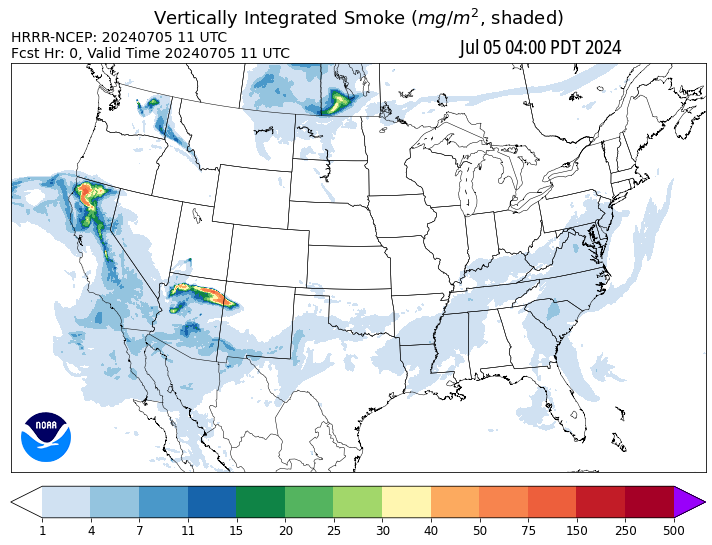 Vertically Integrated Smoke (mg/m², shaded)
HRRR-NCEP: 20240705 11 UTC
Fcst Hr: 0, Valid Time 20240705 11 UTC
Jul 05 04:00 PDT 2024
NOAA
1 4 7 11 15 20 25 30 40 50 75 150 250 500